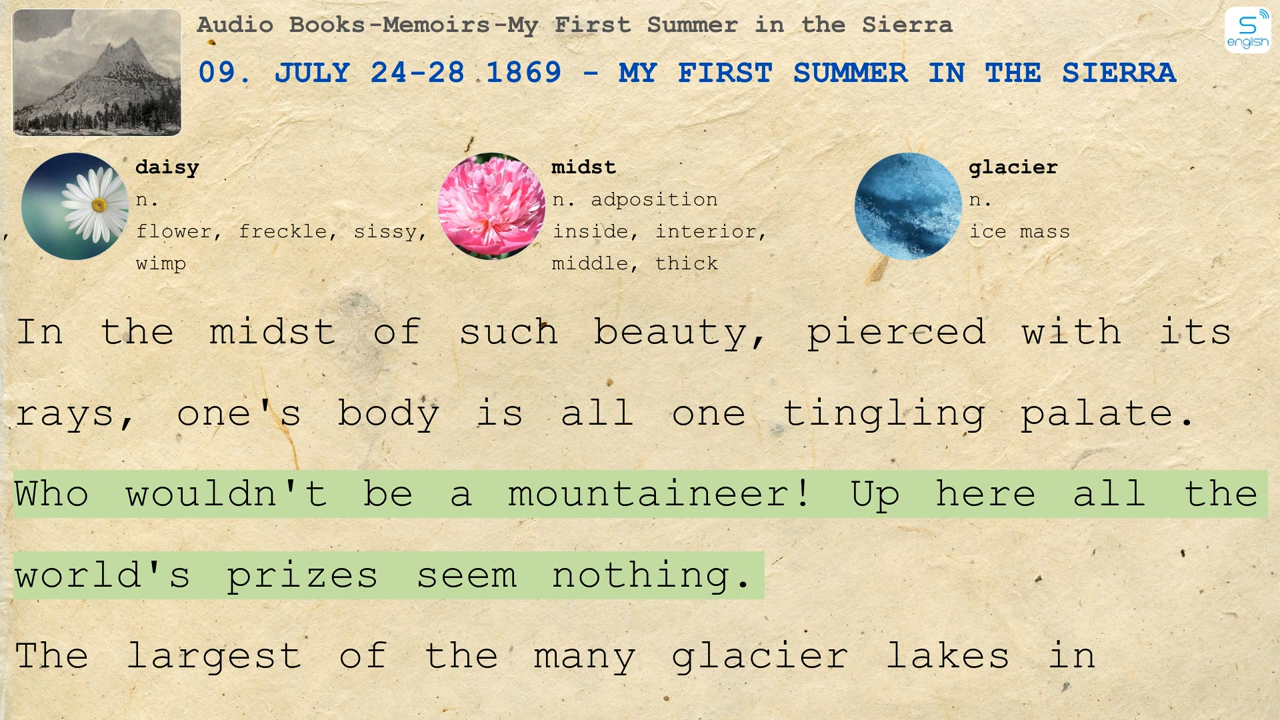 Audio Books-Memoirs-My First Summer in the Sierra
09. JULY 24-28 1869 - MY FIRST SUMMER IN THE SIERRA
S
english
daisy
n.
flower, freckle, sissy,
wimp
midst
n. adposition
inside, interior,
middle, thick
glacier
n.
ice mass
In the midst of such beauty, pierced with its
rays, one's body is all one tingling palate.
Who wouldn't be a mountaineer! Up here all the
world's prizes seem nothing.
The largest of the many glacier lakes in